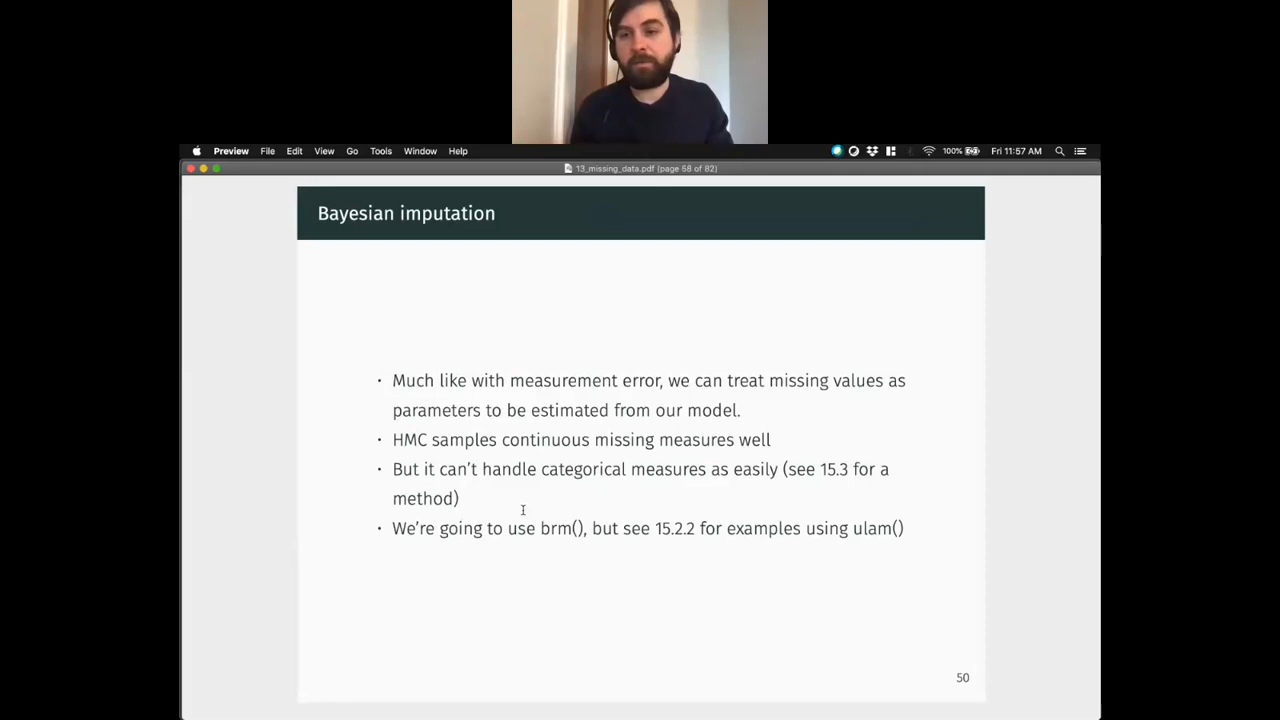 Preview File Edit View Go Tools Window Help 100% Fri 11:57 AM
13_missing_data.pdf (page 58 of 82)
Bayesian imputation
• Much like with measurement error, we can treat missing values as
parameters to be estimated from our model.
• HMC samples continuous missing measures well
• But it can't handle categorical measures as easily (see 15.3 for a
method)
• We're going to use brm(), but see 15.2.2 for examples using ulam()
50